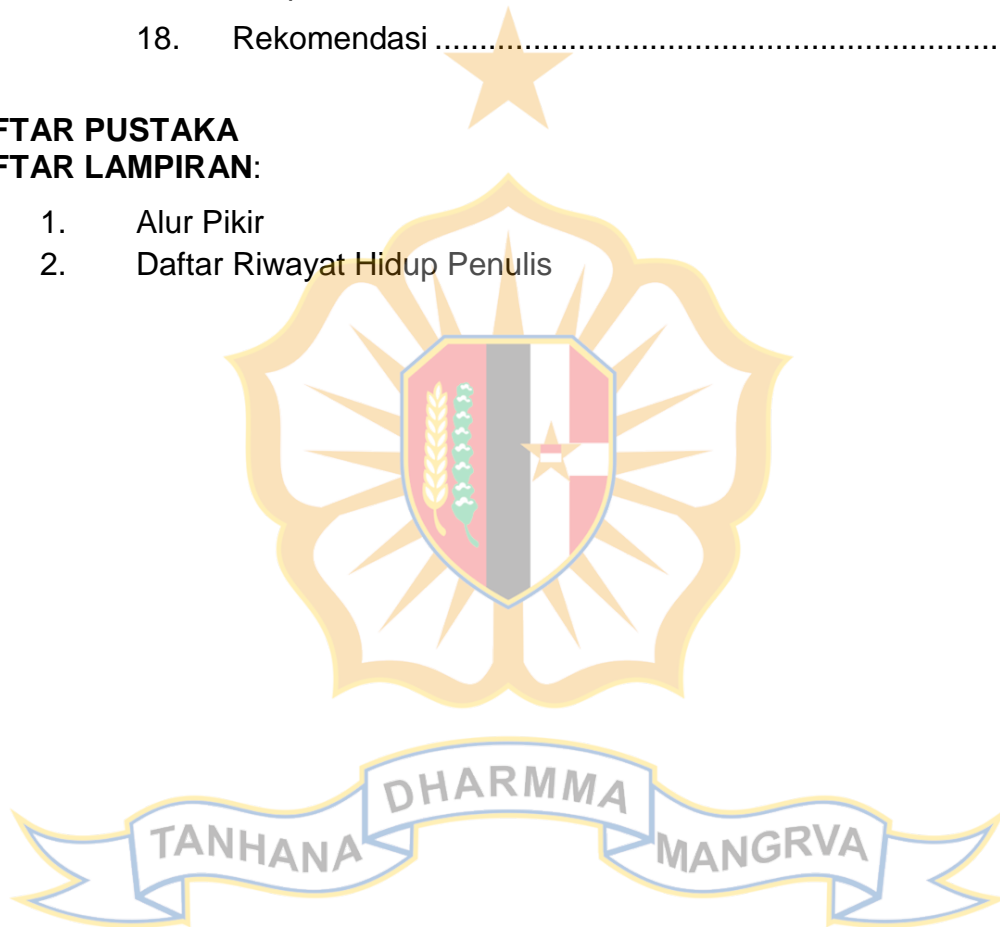 18. Rekomendasi ...............................................................
FTAR PUSTAKA
FTAR LAMPIRAN:
1. Alur Pikir
2. Daftar Riwayat Hidup Penulis
TANHANA DHARMMA MANGRVA